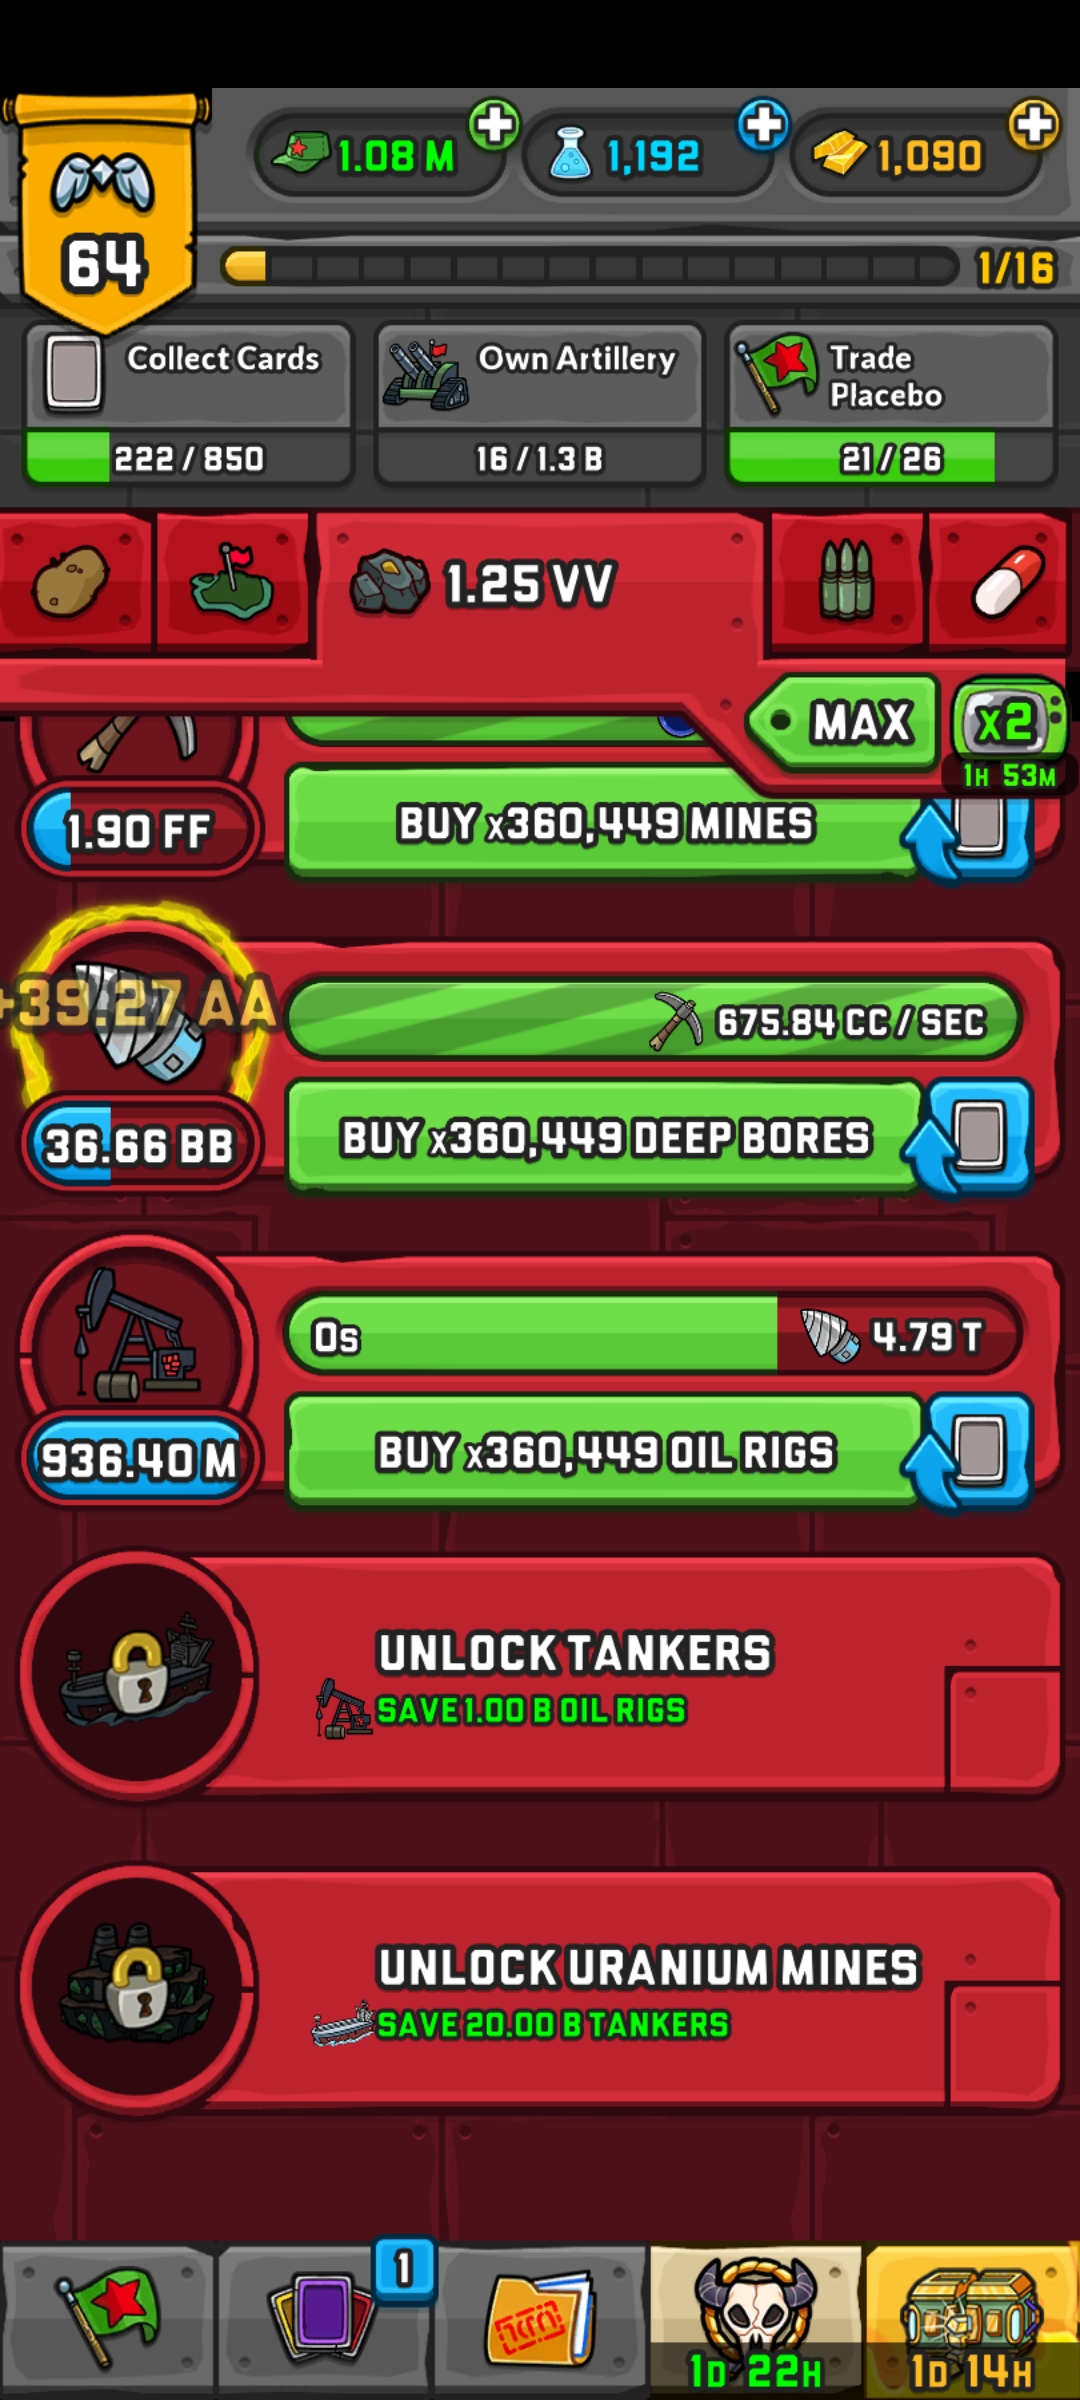 1.08 M
1,192
1,090
64
1/16
Collect Cards
222 / 850
Own Artillery
16 / 1.3 B
Trade
Placebo
21 / 26
1.25 VV
MAX
X2
1H 53M
1.90 FF
BUY x360,449 MINES
+39.27 AA
675.84 CC / SEC
36.66 BB
BUY x360,449 DEEP BORES
0s
4.79 T
936.40 M
BUY x360,449 OIL RIGS
UNLOCK TANKERS
SAVE 1.00 B OIL RIGS
UNLOCK URANIUM MINES
SAVE 20.00 B TANKERS
1
1D 22H
1D 14H